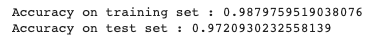 Accuracy on training set : 0.9879759519038076
Accuracy on test set : 0.9720930232558139